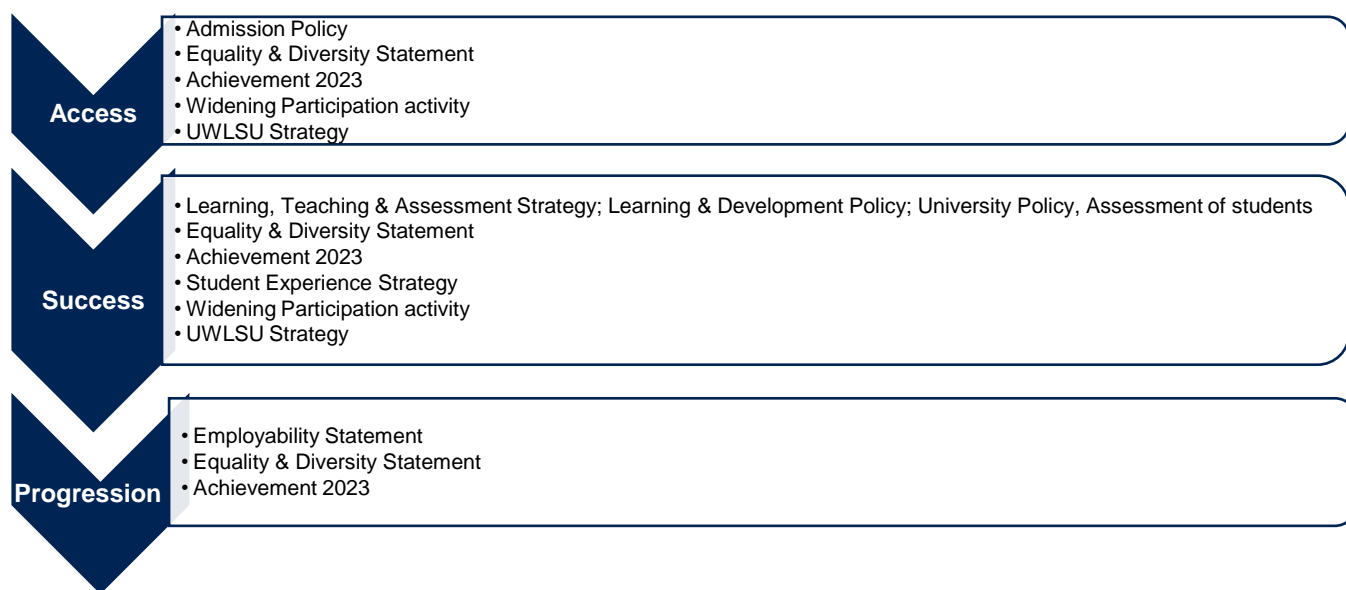 Access
• Admission Policy
• Equality & Diversity Statement
• Achievement 2023
• Widening Participation activity
• UWLSU Strategy
Success
• Learning, Teaching & Assessment Strategy; Learning & Development Policy; University Policy, Assessment of students
• Equality & Diversity Statement
• Achievement 2023
• Student Experience Strategy
• Widening Participation activity
• UWLSU Strategy
Progression
• Employability Statement
• Equality & Diversity Statement
• Achievement 2023